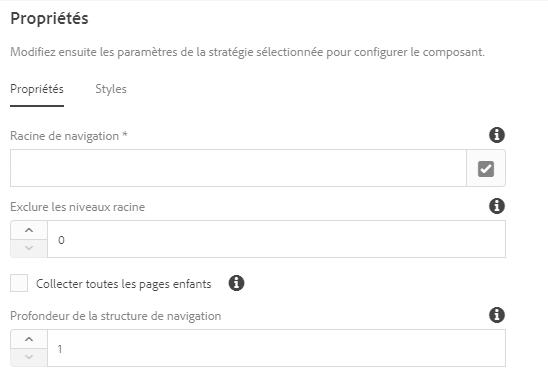 Propriétés
Modifiez ensuite les paramètres de la stratégie sélectionnée pour configurer le composant.
Propriétés Styles
Racine de navigation *
Exclure les niveaux racine
0
Collecter toutes les pages enfants
Profondeur de la structure de navigation
1